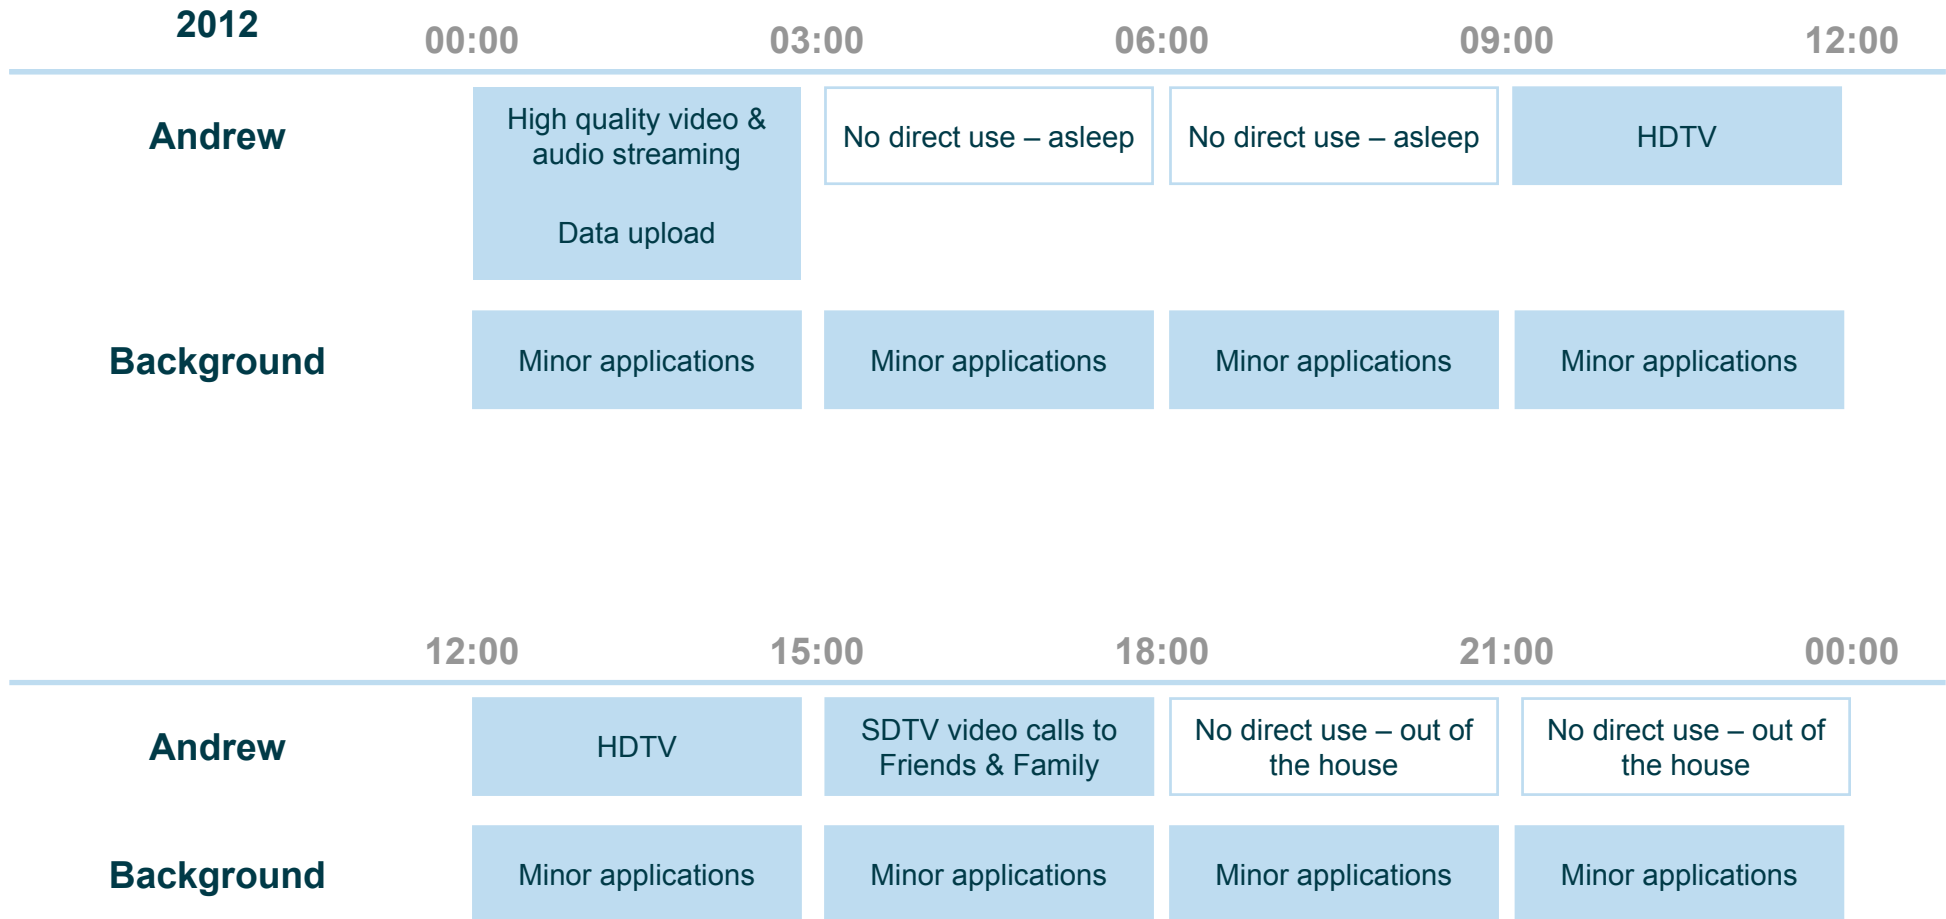 2012
00:00 03:00 06:00 09:00 12:00
Andrew
High quality video &
audio streaming
Data upload
No direct use – asleep
No direct use – asleep
HDTV
Background
Minor applications
Minor applications
Minor applications
Minor applications
12:00 15:00 18:00 21:00 00:00
Andrew
HDTV
SDTV video calls to
Friends & Family
No direct use – out of
the house
No direct use – out of
the house
Background
Minor applications
Minor applications
Minor applications
Minor applications